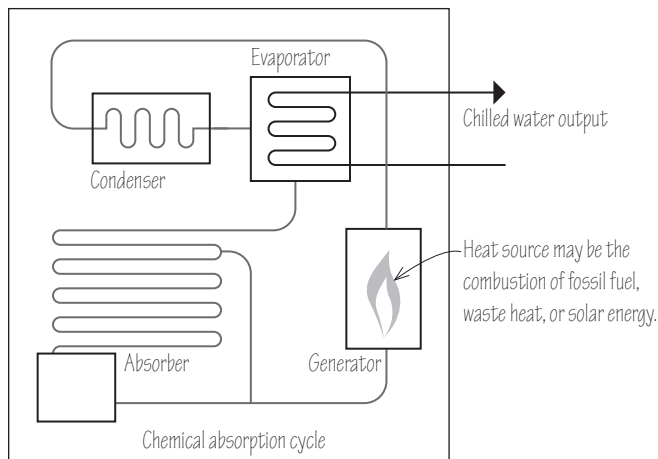 Evaporator
Chilled water output
Condenser
Heat source may be the
combustion of fossil fuel,
waste heat, or solar energy.
Absorber
Generator
Chemical absorption cycle